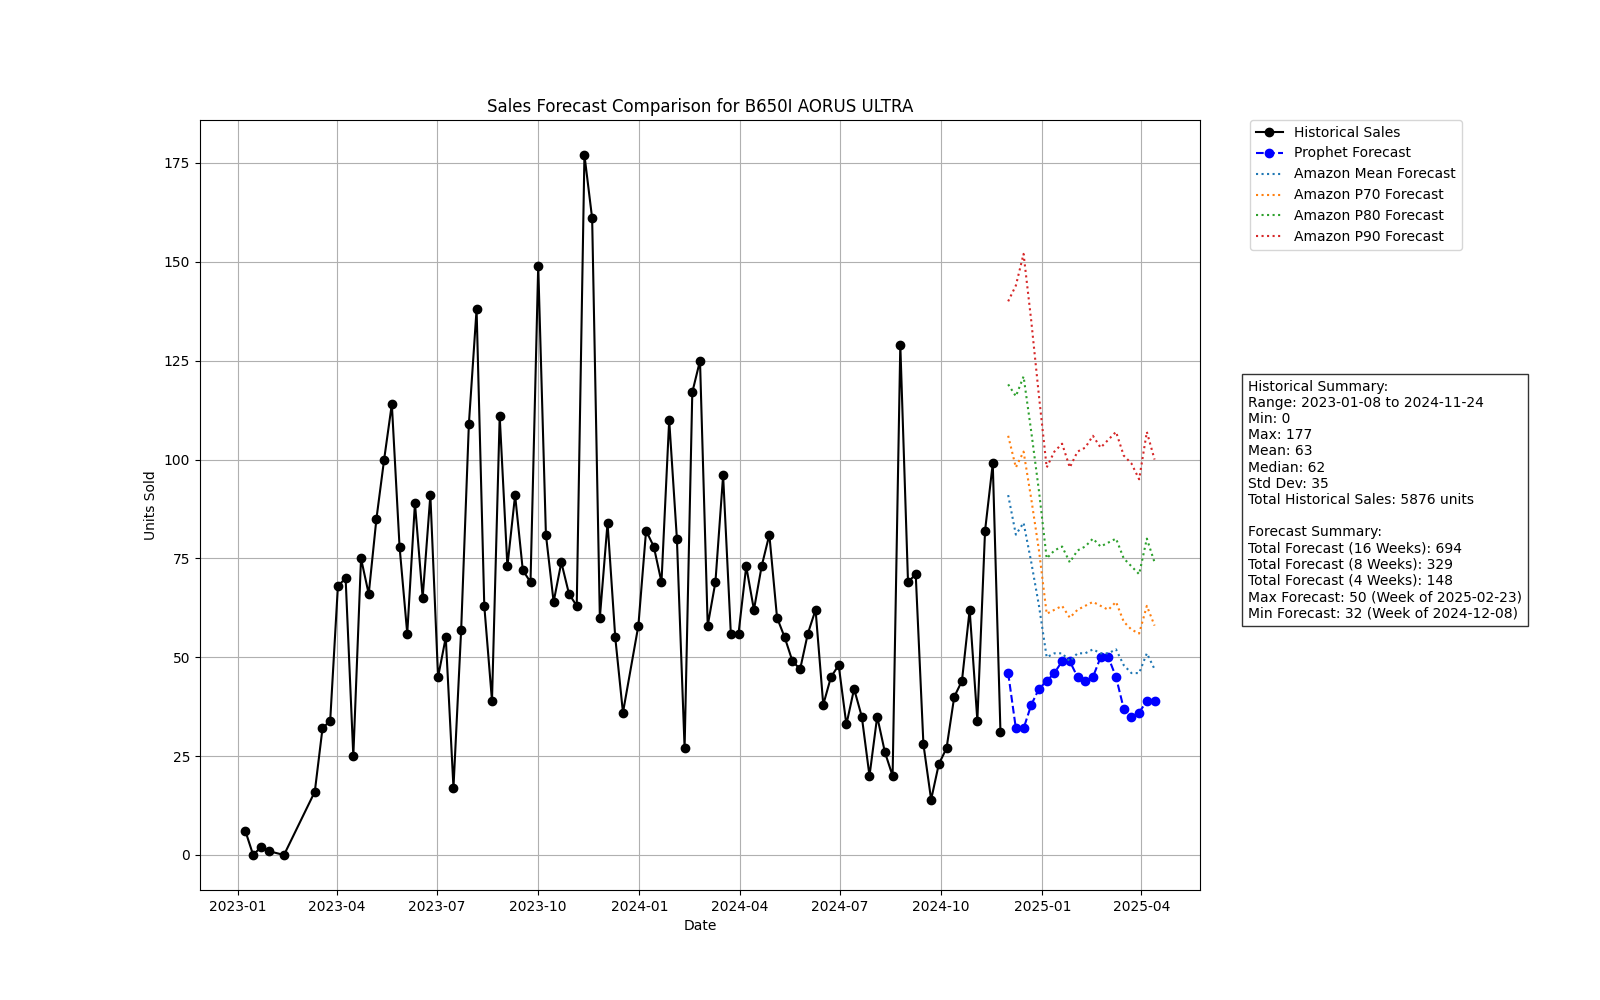 Sales Forecast Comparison for B650I AORUS ULTRA
Historical Sales
Prophet Forecast
Amazon Mean Forecast
Amazon P70 Forecast
Amazon P80 Forecast
Amazon P90 Forecast
175
150
125
100
75
50
25
0
Units Sold
Historical Summary:
Range: 2023-01-08 to 2024-11-24
Min: 0
Max: 177
Mean: 63
Median: 62
Std Dev: 35
Total Historical Sales: 5876 units
Forecast Summary:
Total Forecast (16 Weeks): 694
Total Forecast (8 Weeks): 329
Total Forecast (4 Weeks): 148
Max Forecast: 50 (Week of 2025-02-23)
Min Forecast: 32 (Week of 2024-12-08)
2023-01 2023-04 2023-07 2023-10 2024-01 2024-04 2024-07 2024-10 2025-01 2025-04
Date